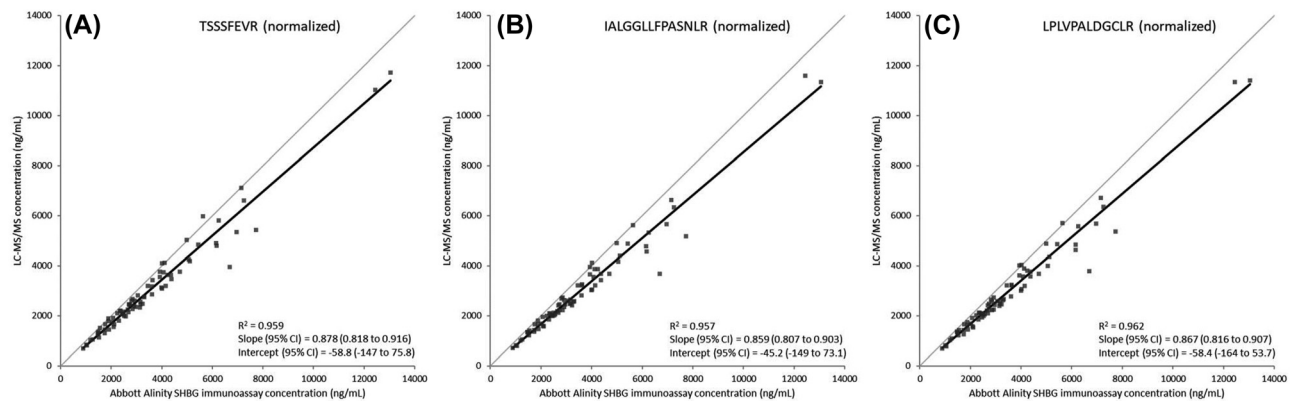 (A) TSSSFEVR (normalized)
14000
12000
10000
8000
6000
4000
2000
0
LC-MS/MS concentration (ng/mL)
R² = 0.959
Slope (95% CI) = 0.878 (0.818 to 0.916)
Intercept (95% CI) = -58.8 (-147 to 75.8)
0 2000 4000 6000 8000 10000 12000 14000
Abbott Alinity SHBG immunoassay concentration (ng/mL)
(B) IALGGLLFPASNLR (normalized)
14000
12000
10000
8000
6000
4000
2000
0
LC-MS/MS concentration (ng/mL)
R² = 0.957
Slope (95% CI) = 0.859 (0.807 to 0.903)
Intercept (95% CI) = -45.2 (-149 to 73.1)
0 2000 4000 6000 8000 10000 12000 14000
Abbott Alinity SHBG immunoassay concentration (ng/mL)
(C) LPLVPALDGCLR (normalized)
14000
12000
10000
8000
6000
4000
2000
0
LC-MS/MS concentration (ng/mL)
R² = 0.962
Slope (95% CI) = 0.867 (0.816 to 0.907)
Intercept (95% CI) = -58.4 (-164 to 53.7)
0 2000 4000 6000 8000 10000 12000 14000
Abbott Alinity SHBG immunoassay concentration (ng/mL)